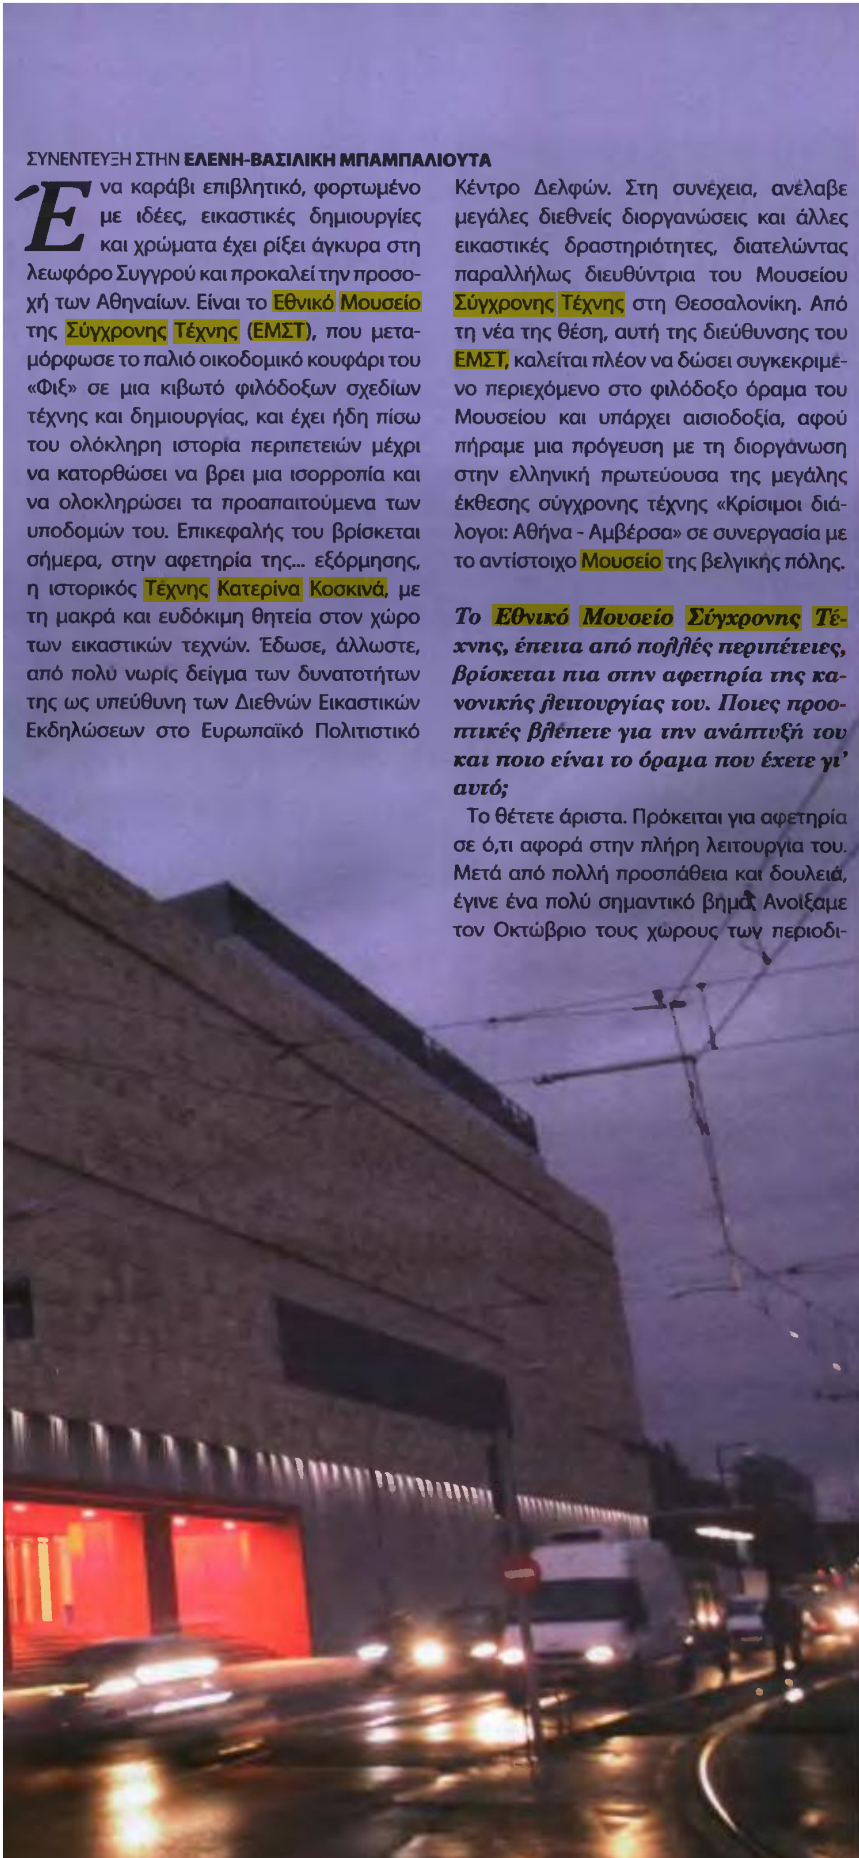 ΣΥΝΕΝΤΕΥΞΗ ΣΤΗΝ ΕΛΕΝΗ-ΒΑΣΙΛΙΚΗ ΜΠΑΜΠΑΛΙΟΥΤΑ
Ένα καράβι επιβλητικό, φορτωμένο
με ιδέες, εικαστικές δημιουργίες
και χρώματα έχει ρίξει άγκυρα στη
λεωφόρο Συγγρού και προκαλεί την προσο-
χή των Αθηναίων. Είναι το Εθνικό Μουσείο
της Σύγχρονης Τέχνης (ΕΜΣΤ), που μετα-
μόρφωσε το παλιό οικοδομικό κουφάρι του
«Φιξ» σε μια κιβωτό φιλόδοξων σχεδίων
τέχνης και δημιουργίας, και έχει ήδη πίσω
του ολόκληρη ιστορία περιπετειών μέχρι
να κατορθώσει να βρει μια ισορροπία και
να ολοκληρώσει τα προαπαιτούμενα των
υποδομών του. Επικεφαλής του βρίσκεται
σήμερα, στην αφετηρία της... εξόρμησης,
η ιστορικός Τέχνης Κατερίνα Κοσκινά, με
τη μακρά και ευδόκιμη θητεία στον χώρο
των εικαστικών τεχνών. Έδωσε, άλλωστε,
από πολύ νωρίς δείγμα των δυνατοτήτων
της ως υπεύθυνη των Διεθνών Εικαστικών
Εκδηλώσεων στο Ευρωπαϊκό Πολιτιστικό
Κέντρο Δελφών. Στη συνέχεια, ανέλαβε
μεγάλες διεθνείς διοργανώσεις και άλλες
εικαστικές δραστηριότητες, διατελώντας
παραλλήλως διευθύντρια του Μουσείου
Σύγχρονης Τέχνης στη Θεσσαλονίκη. Από
τη νέα της θέση, αυτή της διεύθυνσης του
ΕΜΣΤ, καλείται πλέον να δώσει συγκεκριμέ-
νο περιεχόμενο στο φιλόδοξο όραμα του
Μουσείου και υπάρχει αισιοδοξία, αφού
πήραμε μια πρόγευση με τη διοργάνωση
στην ελληνική πρωτεύουσα της μεγάλης
έκθεσης σύγχρονης τέχνης «Κρίσιμοι διά-
λογοι: Αθήνα - Αμβέρσα» σε συνεργασία με
το αντίστοιχο Μουσείο της βελγικής πόλης.
Το Εθνικό Μουσείο Σύγχρονης Τέ-
χνης, έπειτα από πολλές περιπέτειες,
βρίσκεται πια στην αφετηρία της κα-
νονικής λειτουργίας του. Ποιες προο-
πτικές βλέπετε για την ανάπτυξή του
και ποιο είναι το όραμα που έχετε γι'
αυτό;
Το θέτετε άριστα. Πρόκειται για αφετηρία
σε ό,τι αφορά στην πλήρη λειτουργία του.
Μετά από πολλή προσπάθεια και δουλειά,
έγινε ένα πολύ σημαντικό βήμα. Ανοίξαμε
τον Οκτώβριο τους χώρους των περιοδι-